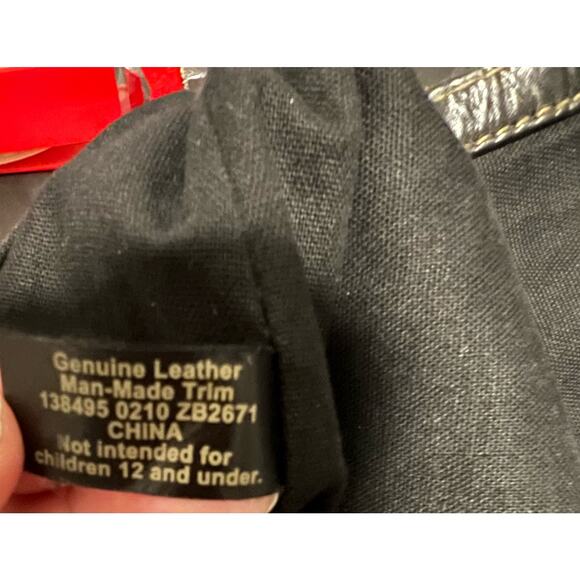 Genuine Leather
Man-Made Trim
138495 0210 ZB2671
CHINA
Not intended for
children 12 and under.